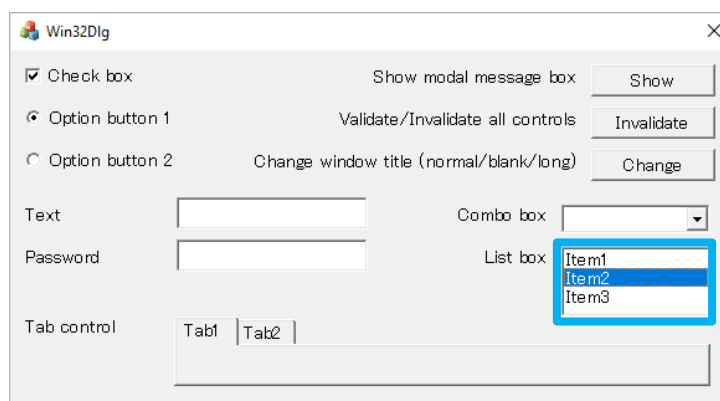 Win32Dlg
Check box
Show modal message box
Show
Option button 1
Validate/Invalidate all controls
Invalidate
Option button 2
Change window title (normal/blank/long)
Change
Text
Combo box
Password
List box
Item1
Item2
Item3
Tab control
Tab1
Tab2